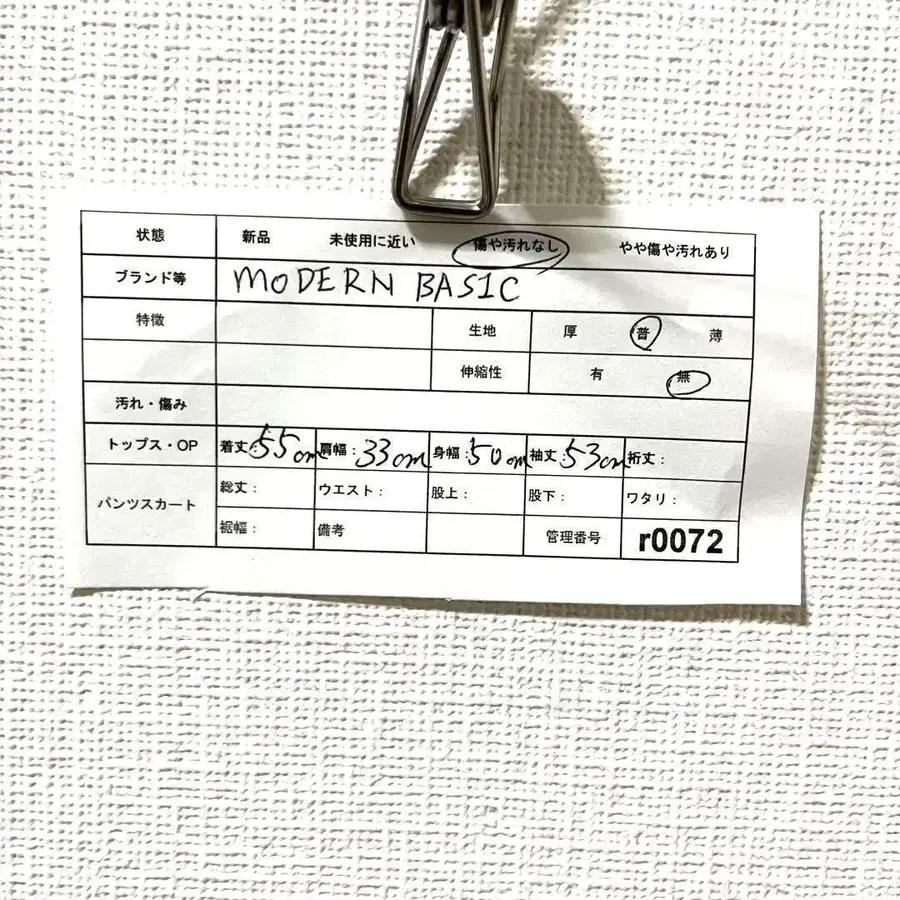 状態 新品 未使用に近い 傷や汚れなし やや傷や汚れあり
ブランド等 MODERN BASIC
特徴 生地 厚 普 薄
伸縮性 有 無
汚れ・傷み
トップス・OP 着丈:55cm 肩幅:33cm 身幅:50cm 袖丈:53cm 裄丈:
パンツスカート 総丈: ウエスト: 股上: 股下: ワタリ:
裾幅: 備考 管理番号 r0072